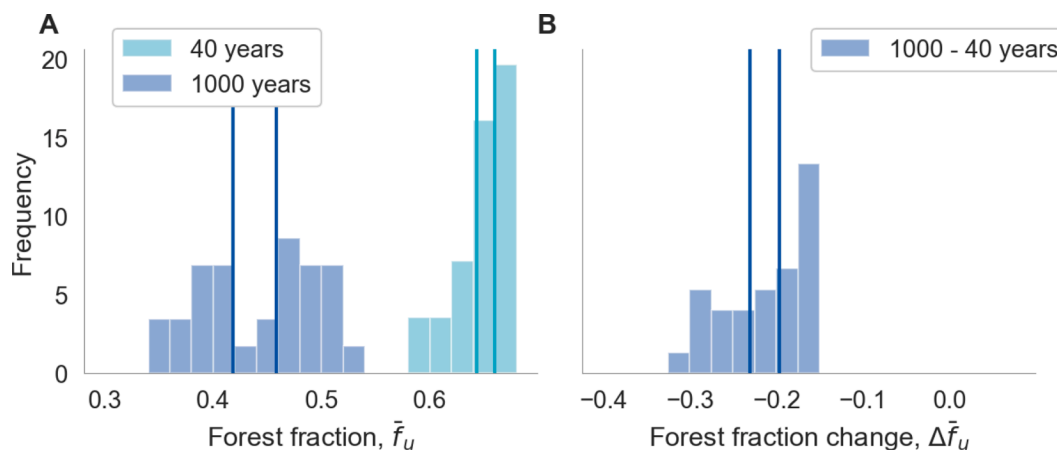 A
B
40 years
1000 years
1000 - 40 years
20
15
10
5
0
Frequency
0.3 0.4 0.5 0.6
Forest fraction, f̄ᵤ
−0.4 −0.3 −0.2 −0.1 0.0
Forest fraction change, Δf̄ᵤ